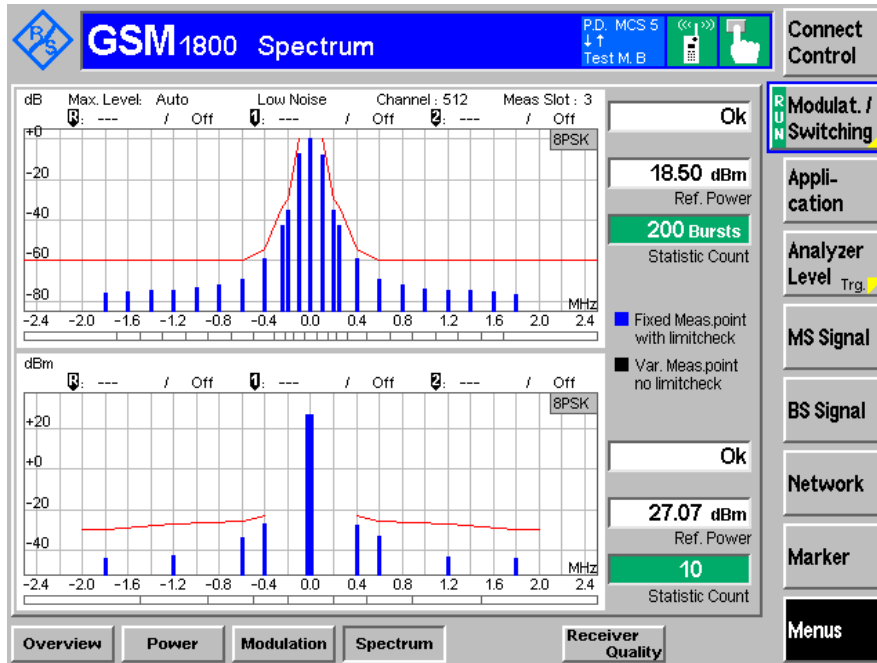 R&S
GSM 1800 Spectrum
P.D. MCS 5
↓↑
Test M. B
Connect
Control
RUN
Modulat. /
Switching
Appli-
cation
Analyzer
Level Trg.
MS Signal
BS Signal
Network
Marker
Menus
dB Max. Level: Auto Low Noise Channel : 512 Meas Slot : 3
R: --- / Off 1: --- / Off 2: --- / Off
8PSK
+0
-20
-40
-60
-80
MHz
-2.4 -2.0 -1.6 -1.2 -0.8 -0.4 0.0 0.4 0.8 1.2 1.6 2.0 2.4
Ok
18.50 dBm
Ref. Power
200 Bursts
Statistic Count
Fixed Meas.point
with limitcheck
Var. Meas.point
no limitcheck
dBm
R: --- / Off 1: --- / Off 2: --- / Off
8PSK
+20
+0
-20
-40
MHz
-2.4 -2.0 -1.6 -1.2 -0.8 -0.4 0.0 0.4 0.8 1.2 1.6 2.0 2.4
Ok
27.07 dBm
Ref. Power
10
Statistic Count
Overview
Power
Modulation
Spectrum
Receiver
Quality